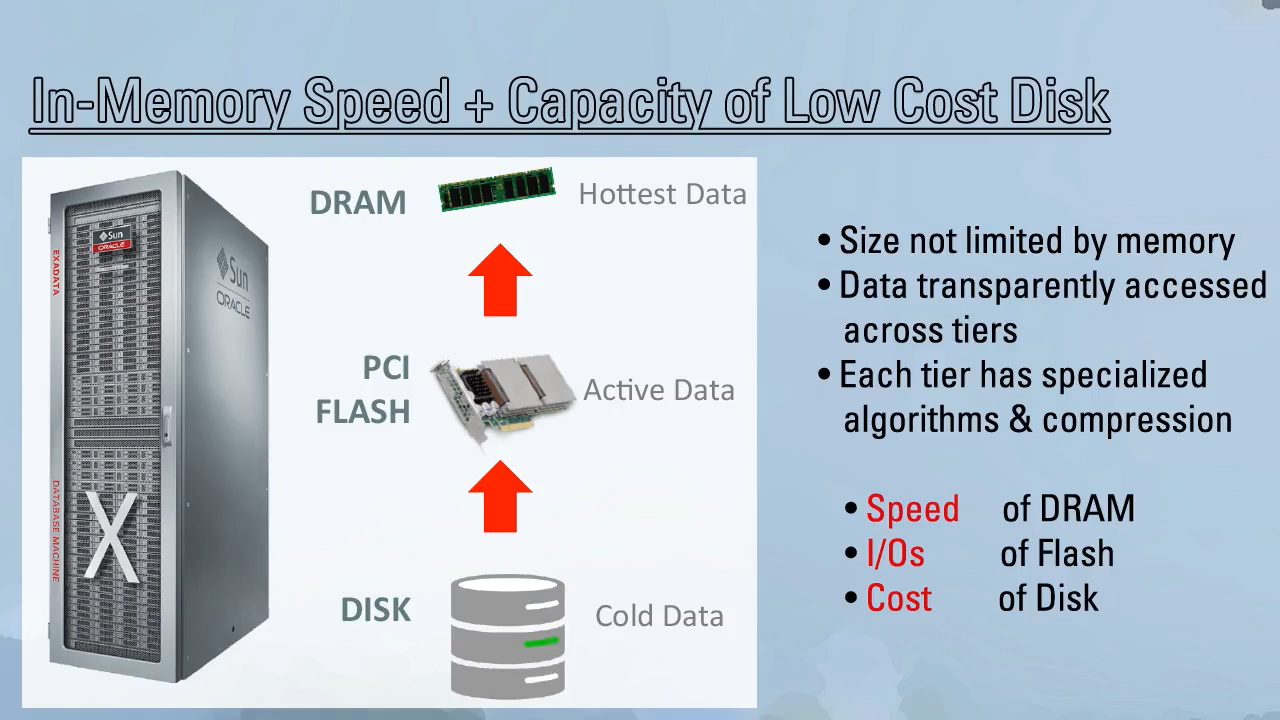 In-Memory Speed + Capacity of Low Cost Disk
DRAM
Hottest Data
PCI
FLASH
Active Data
DISK
Cold Data
Sun
ORACLE
EXADATA
DATABASE MACHINE
X
Sun
ORACLE
• Size not limited by memory
• Data transparently accessed
across tiers
• Each tier has specialized
algorithms & compression
• Speed of DRAM
• I/Os of Flash
• Cost of Disk